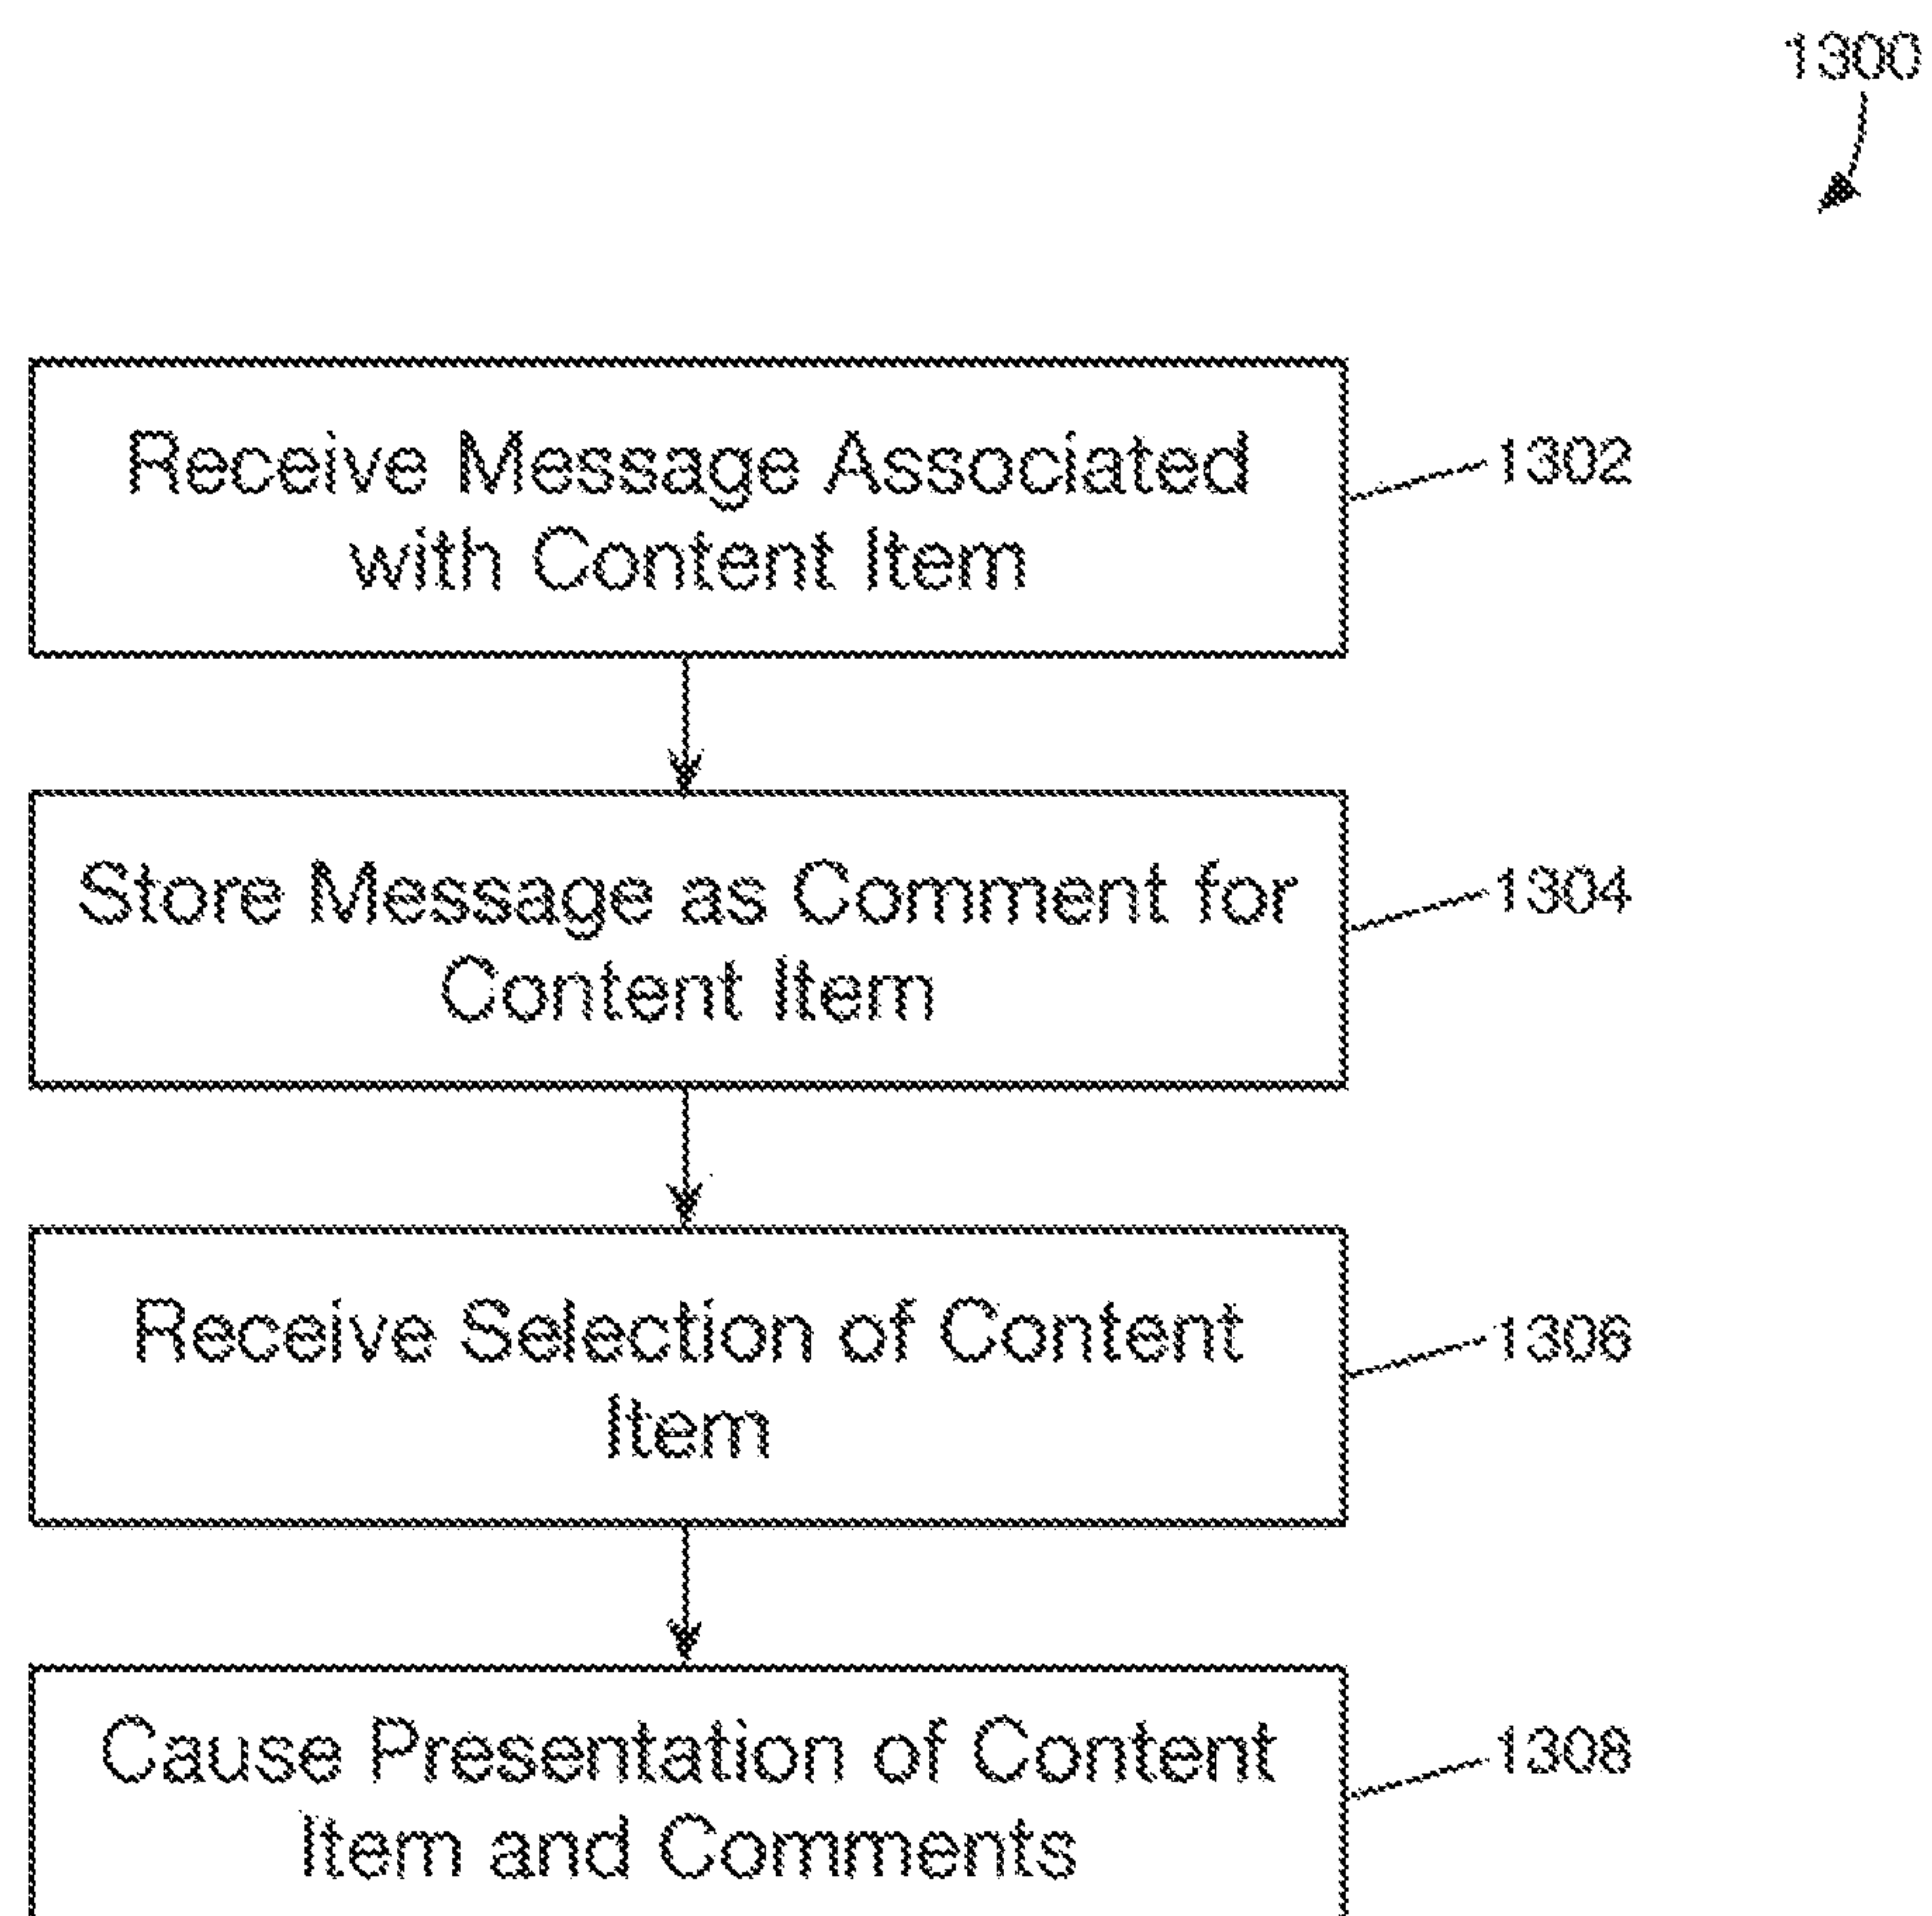 1300
Receive Message Associated
with Content Item
1302
Store Message as Comment for
Content Item
1304
Receive Selection of Content
Item
1306
Cause Presentation of Content
Item and Comments
1308